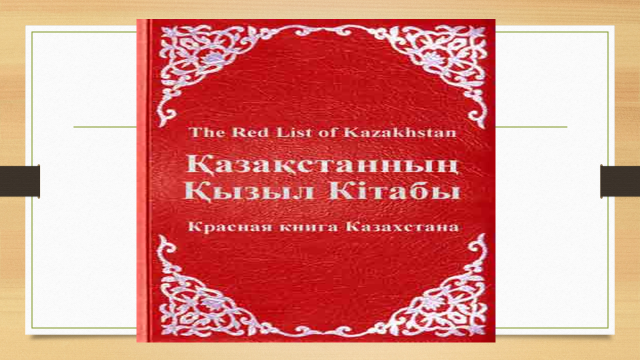 The Red List of Kazakhstan
Қазақстанның
Қызыл Кітабы
Красная книга Казахстана